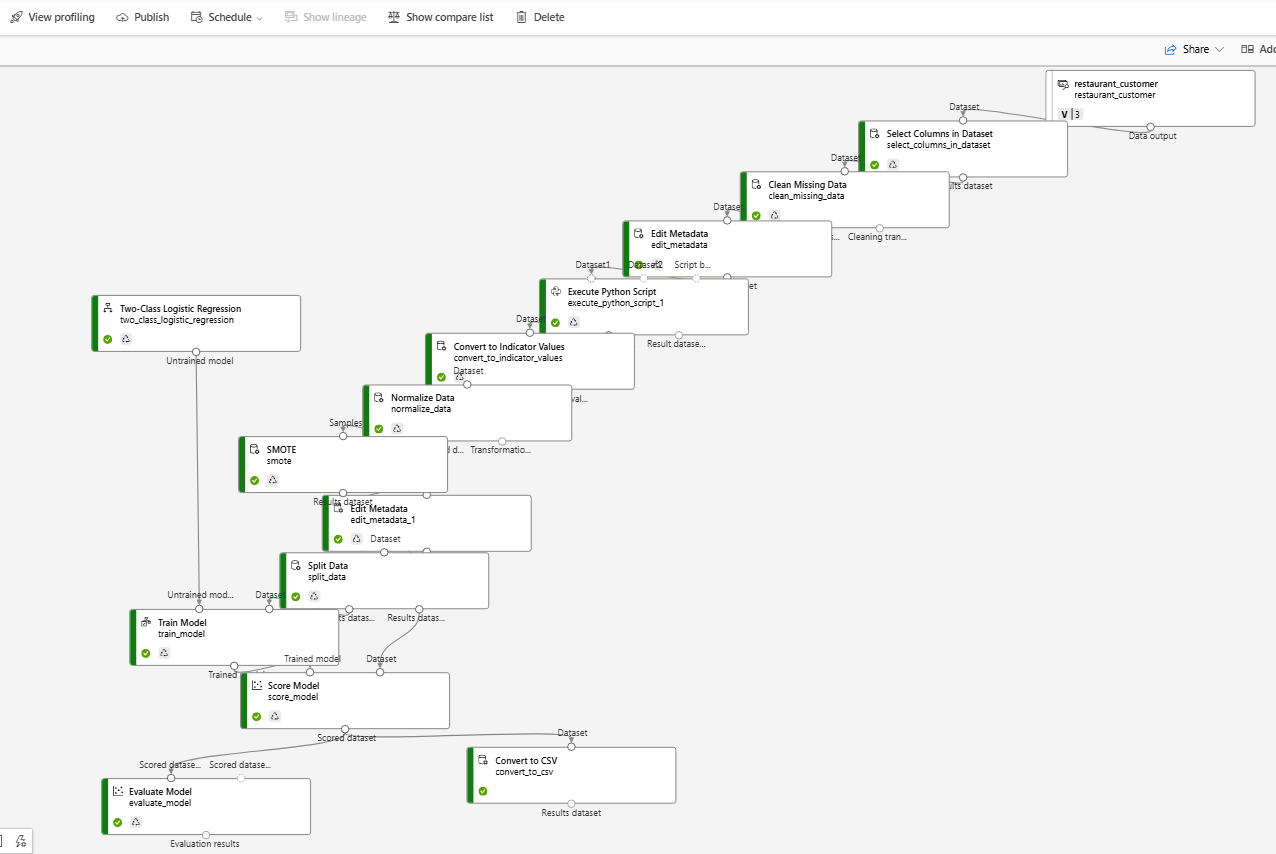 View profiling
Publish
Schedule
Show lineage
Show compare list
Delete
Share
restaurant_customer
restaurant_customer
V | 3
Data output
Dataset
Select Columns in Dataset
select_columns_in_dataset
dataset
Dataset
Clean Missing Data
clean_missing_data
Cleaning tran...
Dataset
Edit Metadata
edit_metadata
Dataset1
Dataset2
Script b...
Execute Python Script
execute_python_script_1
Result datase...
Two-Class Logistic Regression
two_class_logistic_regression
Untrained model
Dataset
Convert to Indicator Values
convert_to_indicator_values
Dataset
Normalize Data
normalize_data
Transformatio...
Samples
SMOTE
smote
Results dataset
Edit Metadata
edit_metadata_1
Dataset
Split Data
split_data
Results datas...
Untrained mod...
Dataset
Train Model
train_model
Trained
Trained model
Dataset
Score Model
score_model
Scored dataset
Dataset
Convert to CSV
convert_to_csv
Results dataset
Scored datase...
Scored datase...
Evaluate Model
evaluate_model
Evaluation results